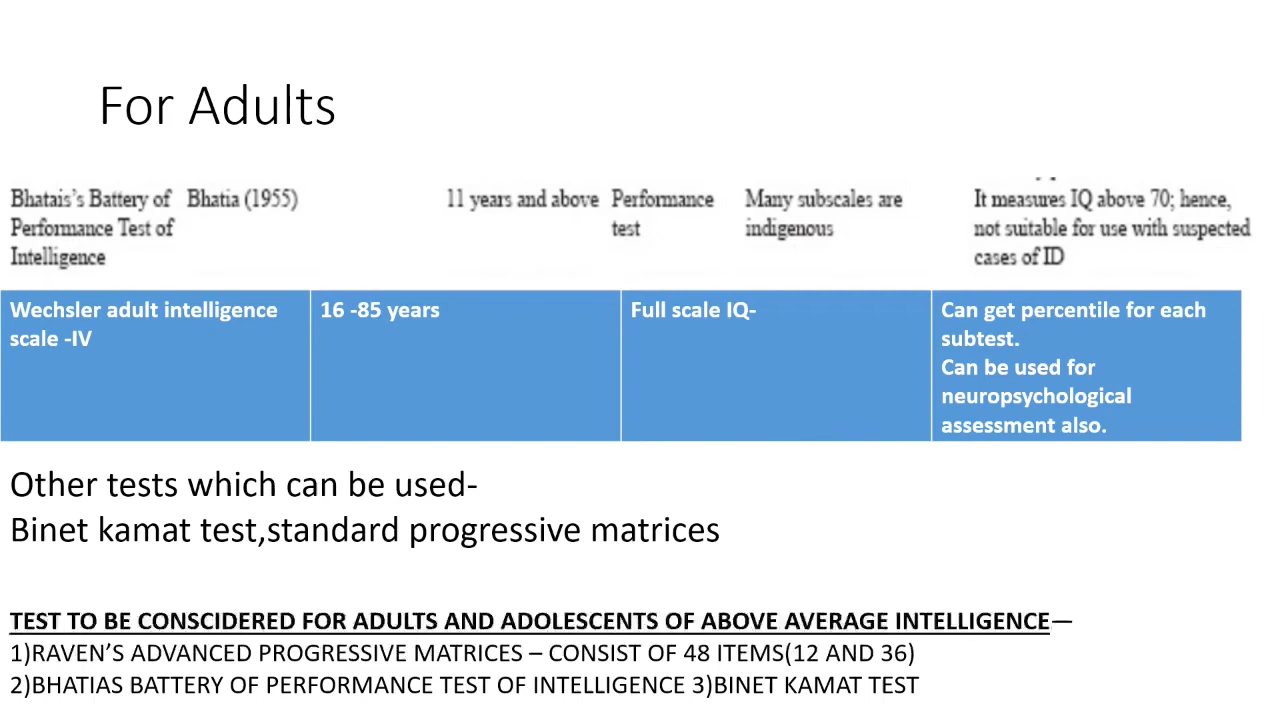 For Adults
Bhatais's Battery of Performance Test of Intelligence
Bhatia (1955)
11 years and above
Performance test
Many subscales are indigenous
It measures IQ above 70; hence, not suitable for use with suspected cases of ID
Wechsler adult intelligence scale -IV
16 -85 years
Full scale IQ-
Can get percentile for each subtest.
Can be used for neuropsychological assessment also.
Other tests which can be used-
Binet kamat test,standard progressive matrices
TEST TO BE CONSCIDERED FOR ADULTS AND ADOLESCENTS OF ABOVE AVERAGE INTELLIGENCE—
1)RAVEN’S ADVANCED PROGRESSIVE MATRICES – CONSIST OF 48 ITEMS(12 AND 36)
2)BHATIAS BATTERY OF PERFORMANCE TEST OF INTELLIGENCE 3)BINET KAMAT TEST